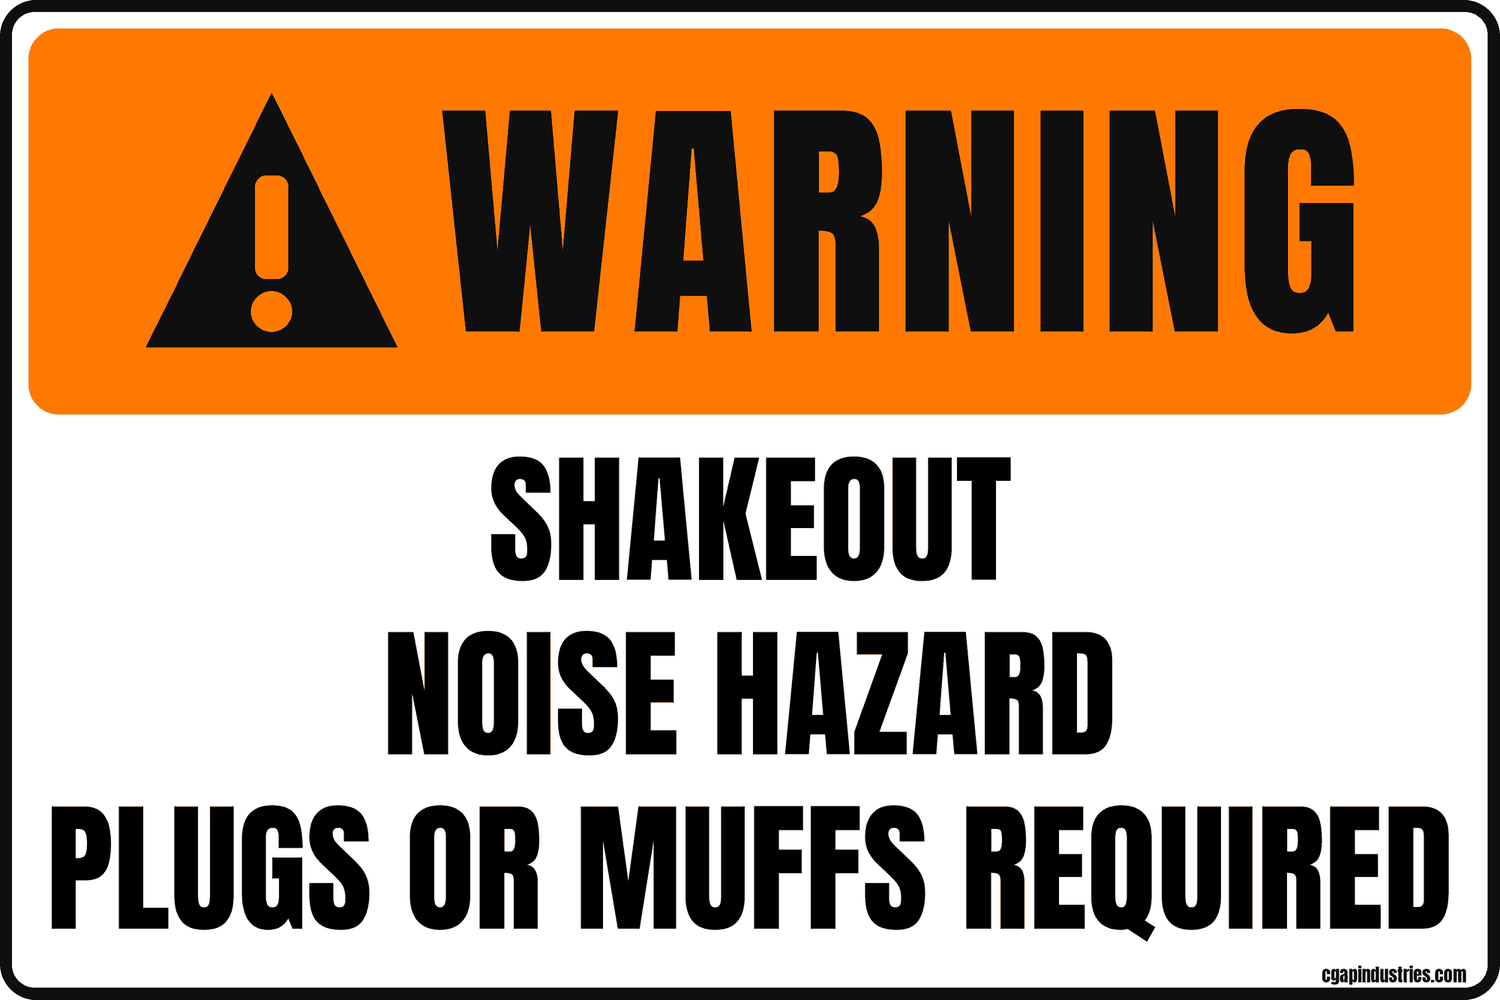 WARNING
SHAKEOUT
NOISE HAZARD
PLUGS OR MUFFS REQUIRED
cgapindustries.com